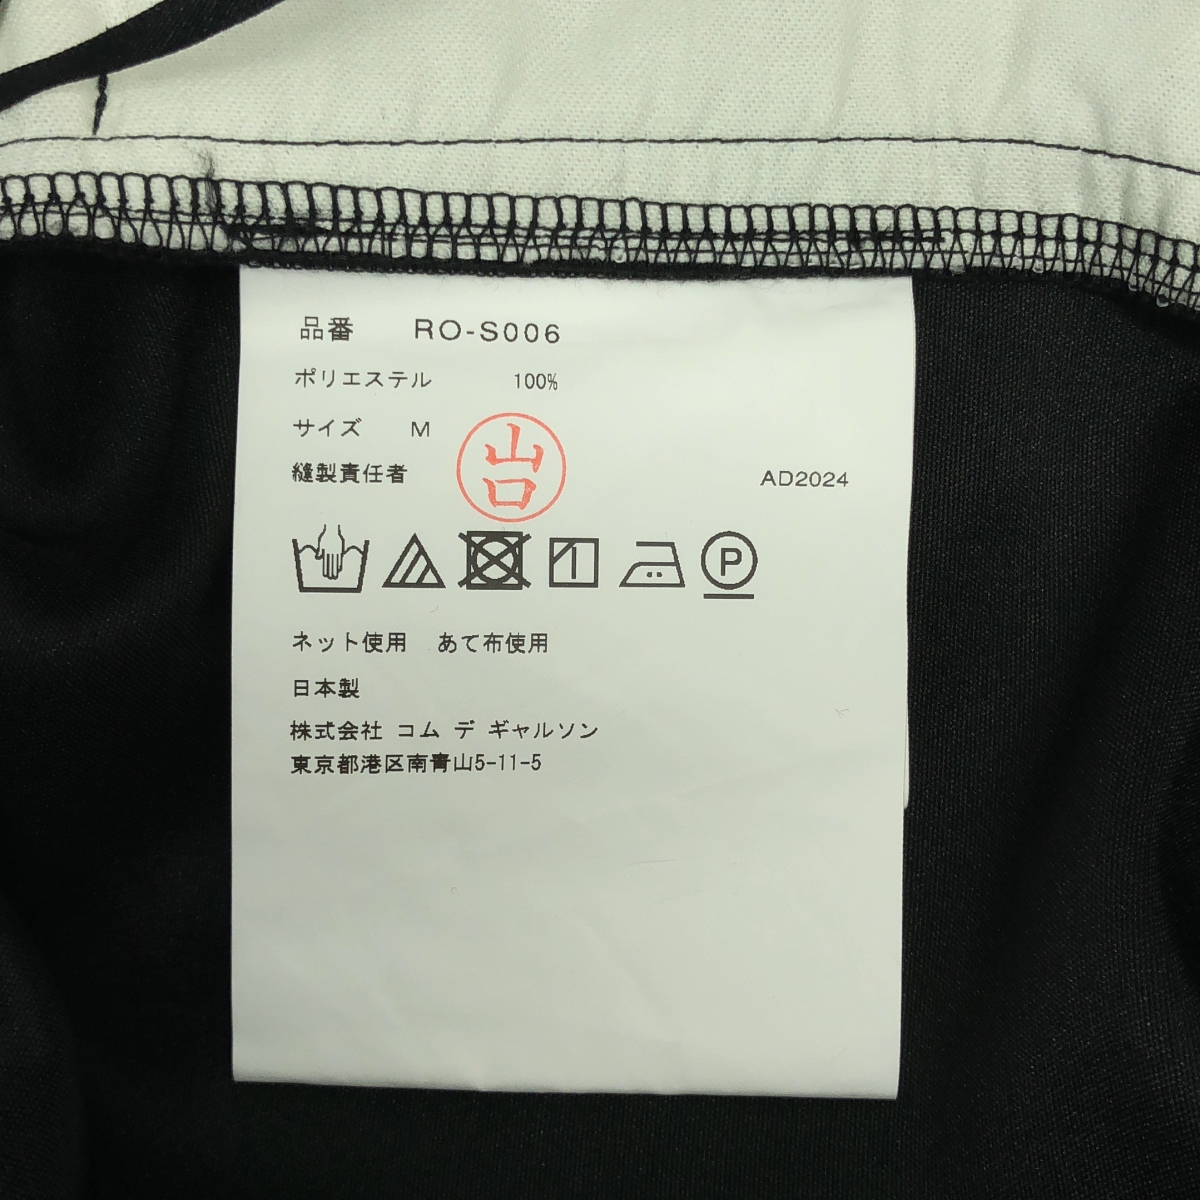 品番 RO-S006
ポリエステル 100%
サイズ M
山口
縫製責任者 AD2024
P
ネット使用 あて布使用
日本製
株式会社 コム デ ギャルソン
東京都港区南青山5-11-5